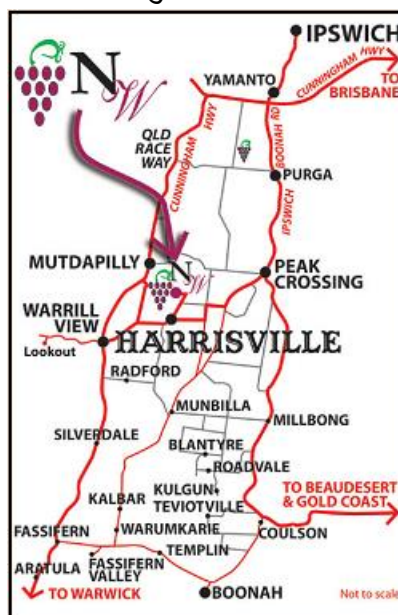 IPSWICH
N
W
CUNNINGHAM
HWY
TO
BRISBANE
YAMANTO
QLD
RACE
WAY
CUNNINGHAM
HWY
BOONAH RD
IPSWICH
PURGA
MUTDAPILLY
N
W
PEAK
CROSSING
WARRILL
VIEW
Lookout
HARRISVILLE
RADFORD
MUNBILLA
MILLBONG
SILVERDALE
BLANTYRE
ROADVALE
KULGUN
TEVIOTVILLE
TO BEAUDESERT
& GOLD COAST
KALBAR
WARUMKARIE
COULSON
FASSIFERN
TEMPLIN
FASSIFERN
VALLEY
ARATULA
TO WARWICK
BOONAH
Not to scale